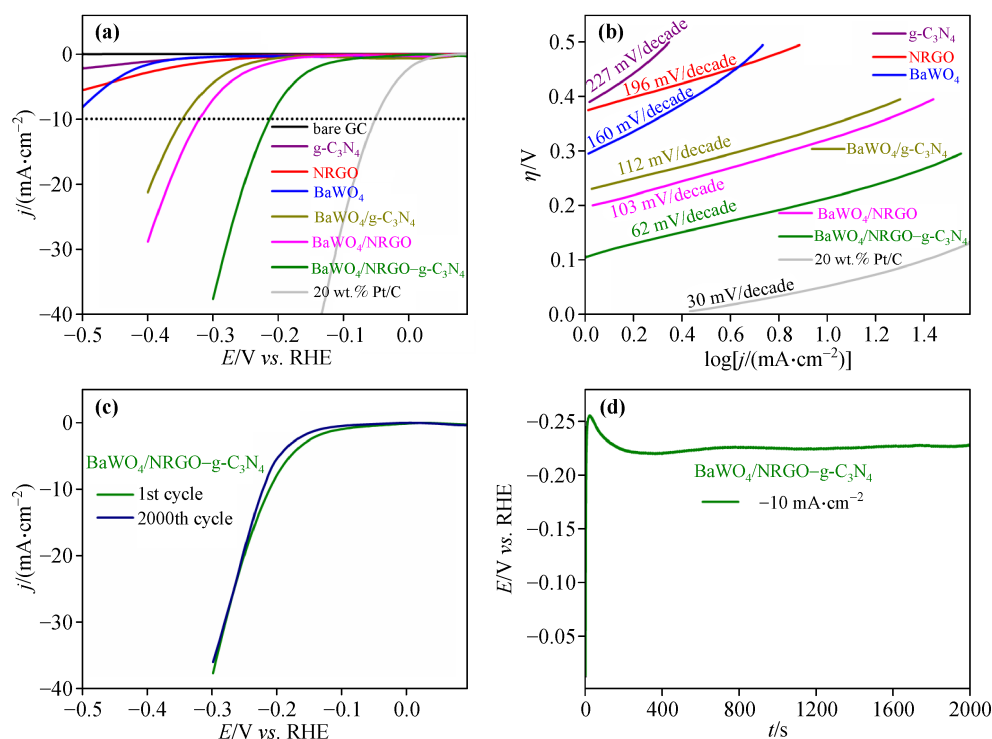 (a)
0
−10
−20
−30
−40
j/(mA·cm−2)
bare GC
g-C3N4
NRGO
BaWO4
BaWO4/g-C3N4
BaWO4/NRGO
BaWO4/NRGO–g-C3N4
20 wt.% Pt/C
−0.5 −0.4 −0.3 −0.2 −0.1 0.0
E/V vs. RHE
(b)
0.5
0.4
0.3
0.2
0.1
0.0
η/V
g-C3N4
NRGO
BaWO4
227 mV/decade
196 mV/decade
160 mV/decade
112 mV/decade
BaWO4/g-C3N4
103 mV/decade
62 mV/decade
BaWO4/NRGO
BaWO4/NRGO–g-C3N4
20 wt.% Pt/C
30 mV/decade
0.0 0.2 0.6 1.0 1.4
log[j/(mA·cm−2)]
(c)
0
−10
−20
−30
−40
j/(mA·cm−2)
BaWO4/NRGO–g-C3N4
1st cycle
2000th cycle
−0.5 −0.4 −0.3 −0.2 −0.1 0.0
E/V vs. RHE
(d)
−0.25
−0.20
−0.15
−0.10
−0.05
E/V vs. RHE
BaWO4/NRGO–g-C3N4
−10 mA·cm−2
0 400 800 1200 1600 2000
t/s